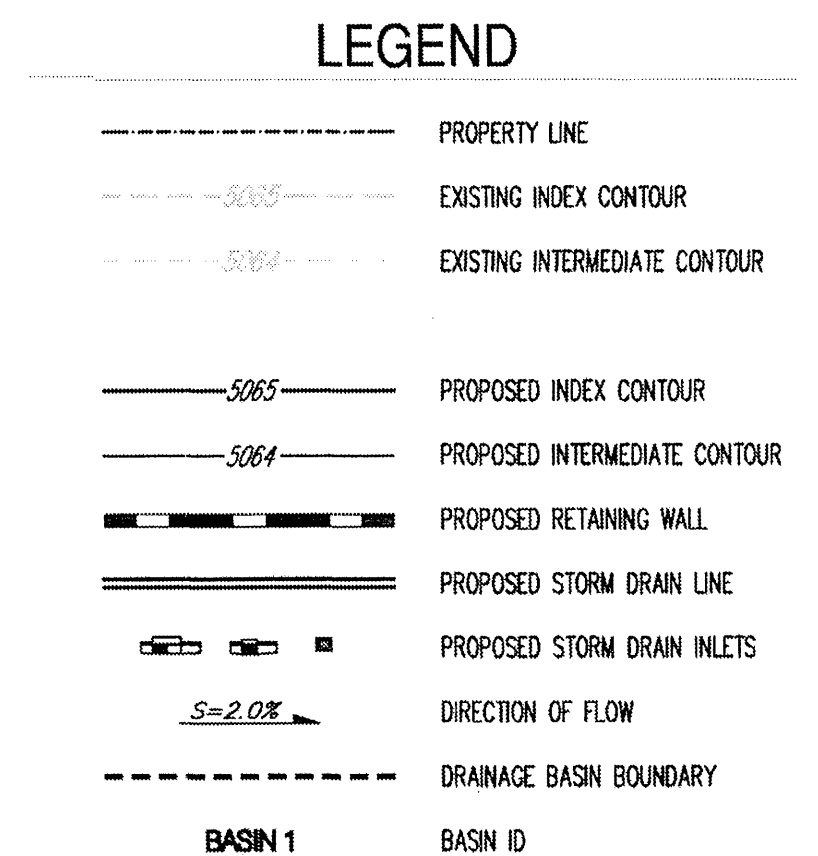 LEGEND
PROPERTY LINE
5065 EXISTING INDEX CONTOUR
5064 EXISTING INTERMEDIATE CONTOUR
5065 PROPOSED INDEX CONTOUR
5064 PROPOSED INTERMEDIATE CONTOUR
PROPOSED RETAINING WALL
PROPOSED STORM DRAIN LINE
PROPOSED STORM DRAIN INLETS
S=2.0% DIRECTION OF FLOW
DRAINAGE BASIN BOUNDARY
BASIN 1 BASIN ID